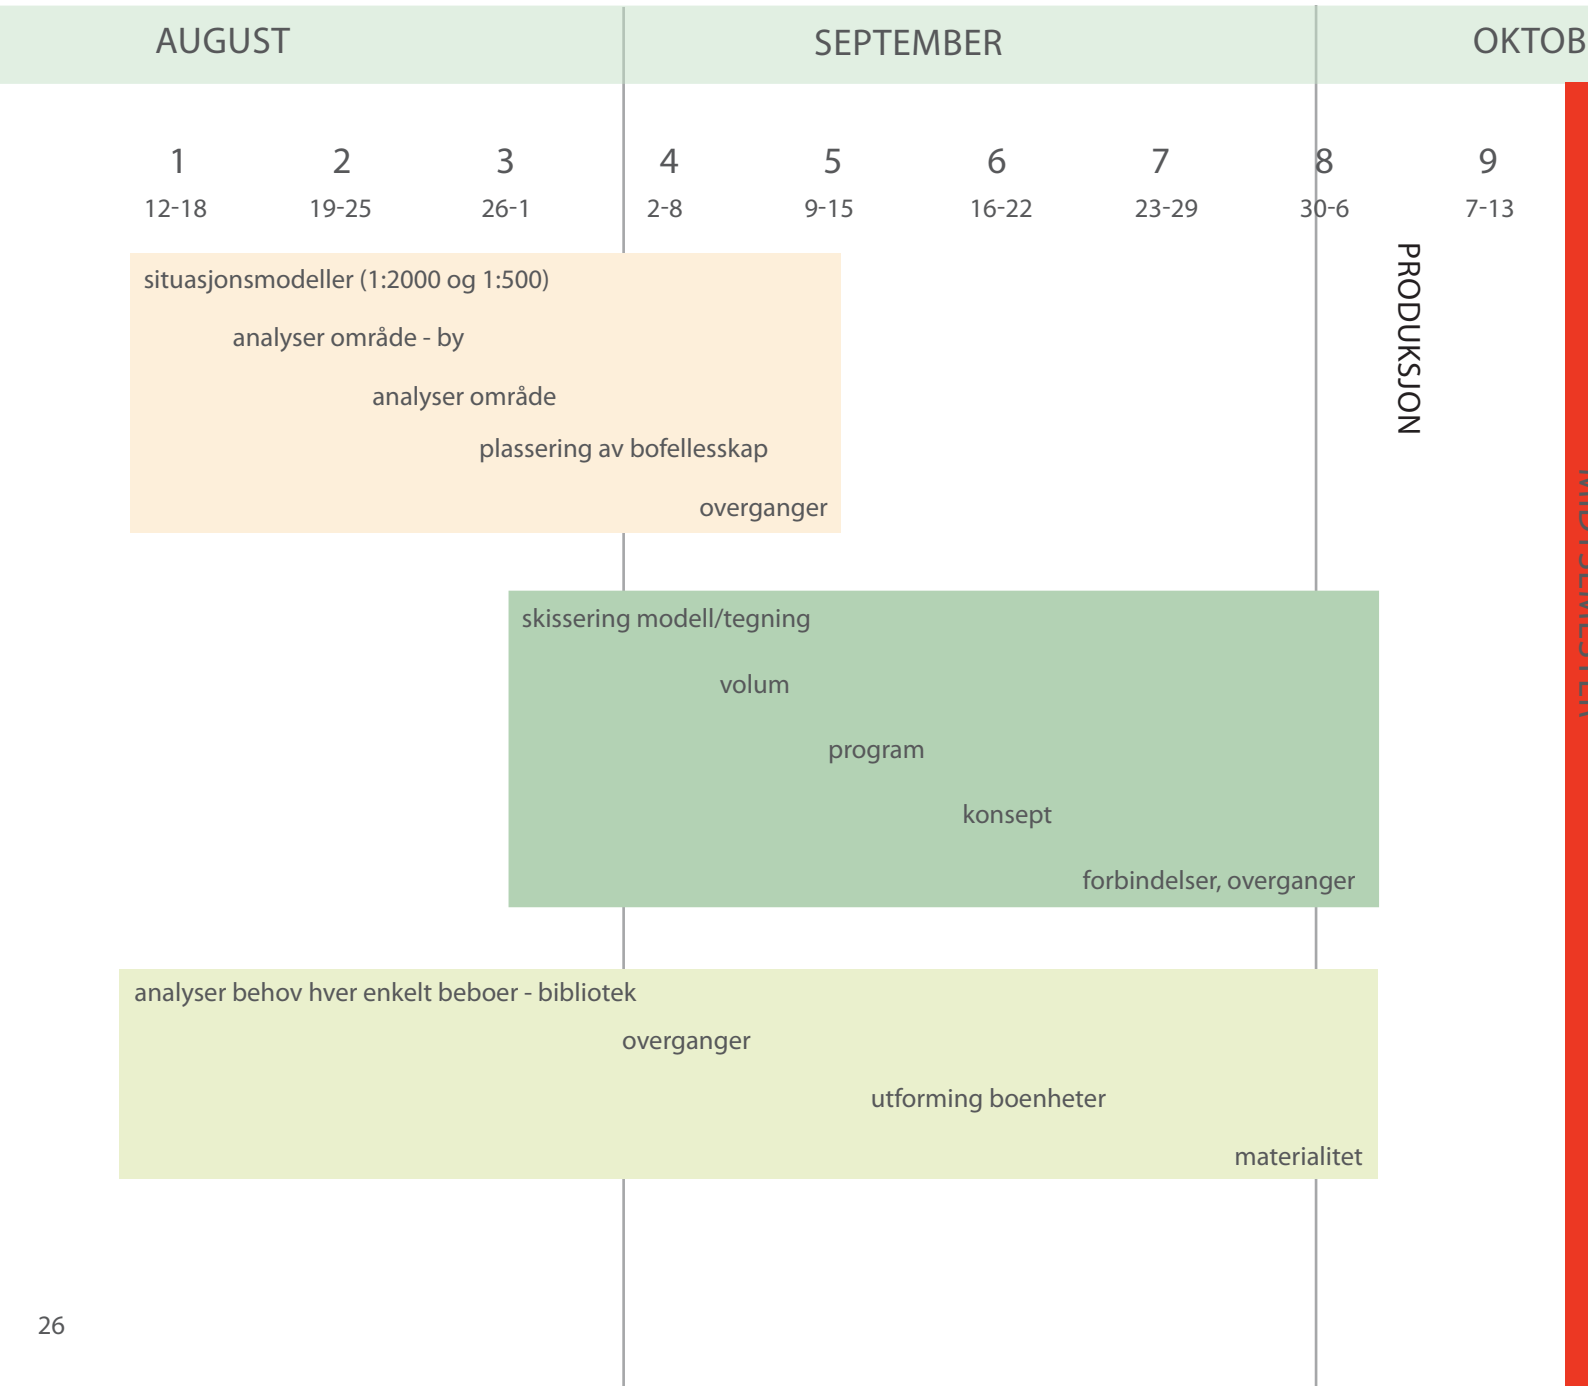 AUGUST
SEPTEMBER
OKTOB
1
2
3
4
5
6
7
8
9
12-18
19-25
26-1
2-8
9-15
16-22
23-29
30-6
7-13
PRODUKSJON
situasjonsmodeller (1:2000 og 1:500)
analyser område - by
analyser område
plassering av bofellesskap
overganger
MIDTSEMESTER
skissering modell/tegning
volum
program
konsept
forbindelser, overganger
analyser behov hver enkelt beboer - bibliotek
overganger
utforming boenheter
materialitet
26